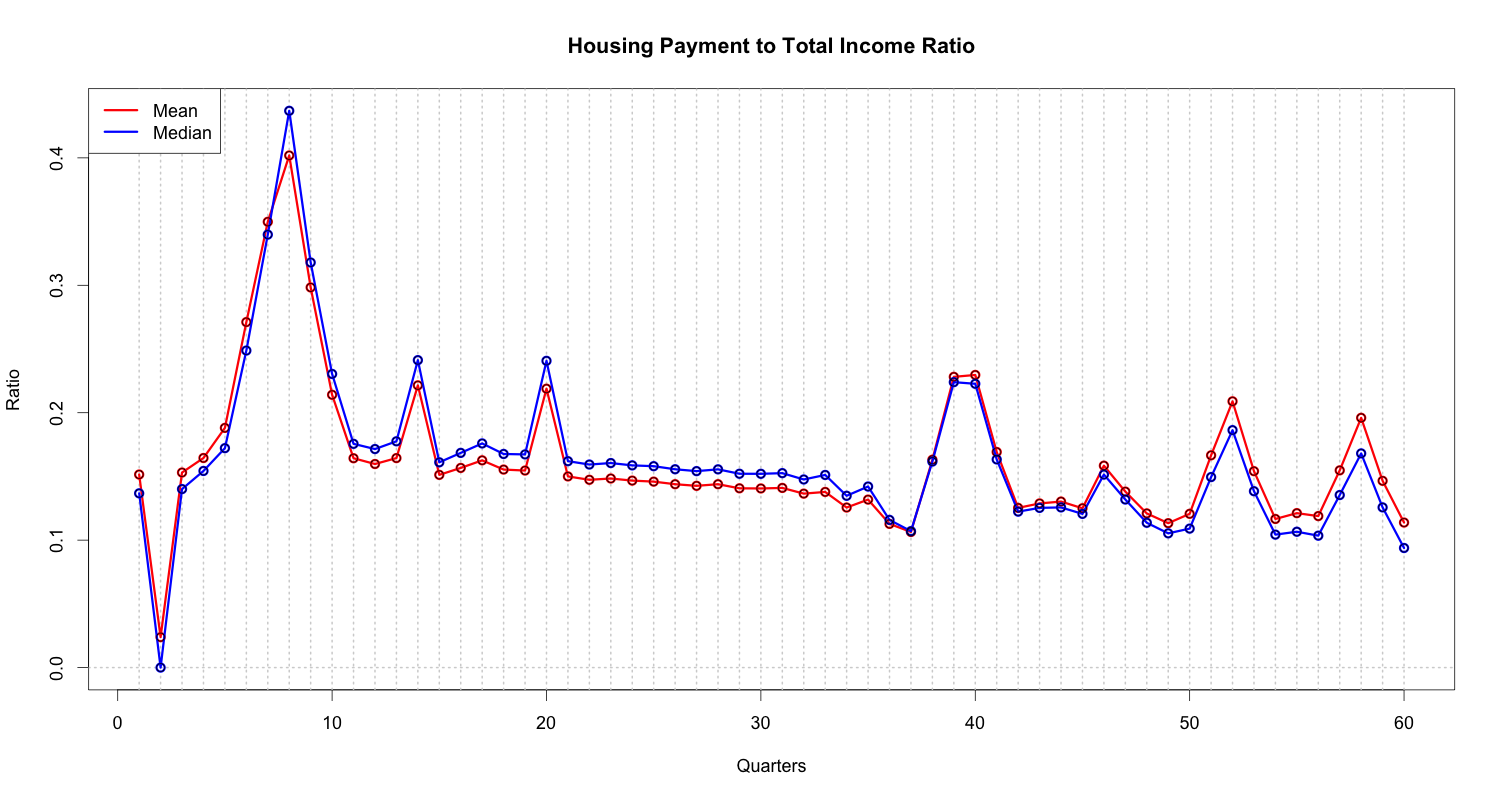 Housing Payment to Total Income Ratio
Mean
Median
Ratio
0.4
0.3
0.2
0.1
0.0
0 10 20 30 40 50 60
Quarters